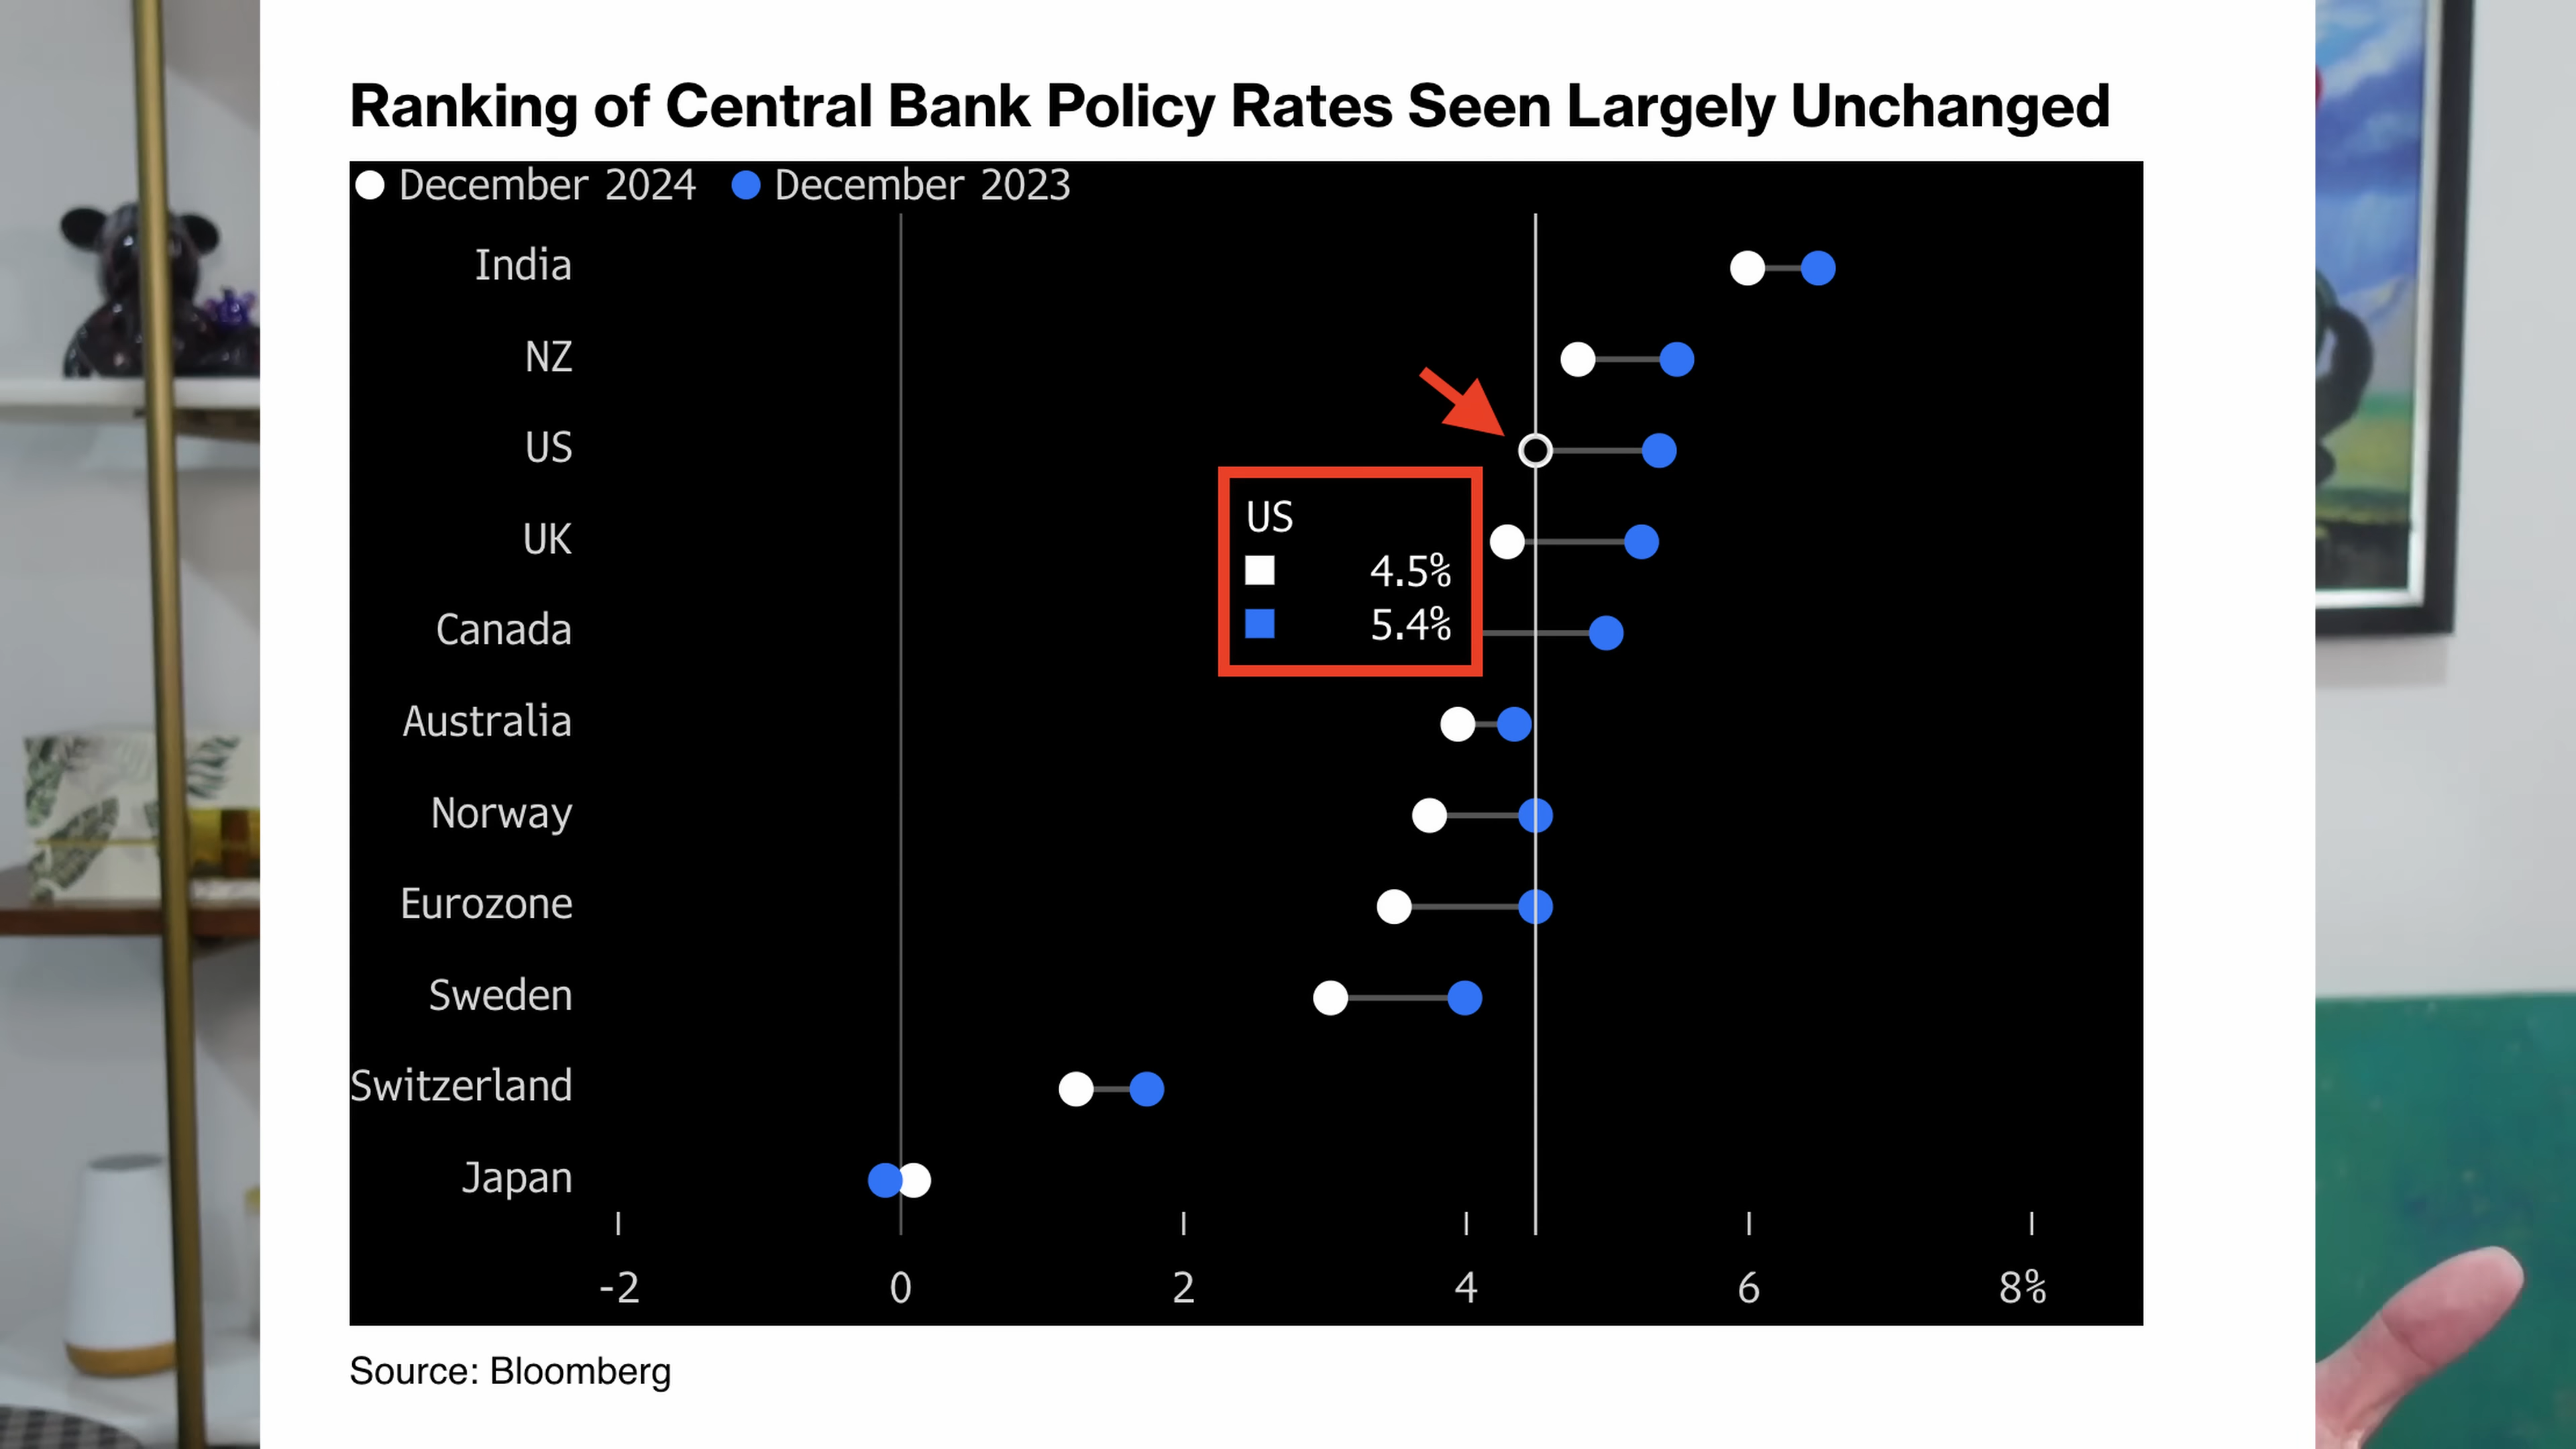 Ranking of Central Bank Policy Rates Seen Largely Unchanged
December 2024 December 2023
India
NZ
US
UK
Canada
Australia
Norway
Eurozone
Sweden
Switzerland
Japan
US
4.5%
5.4%
-2 0 2 4 6 8%
Source: Bloomberg